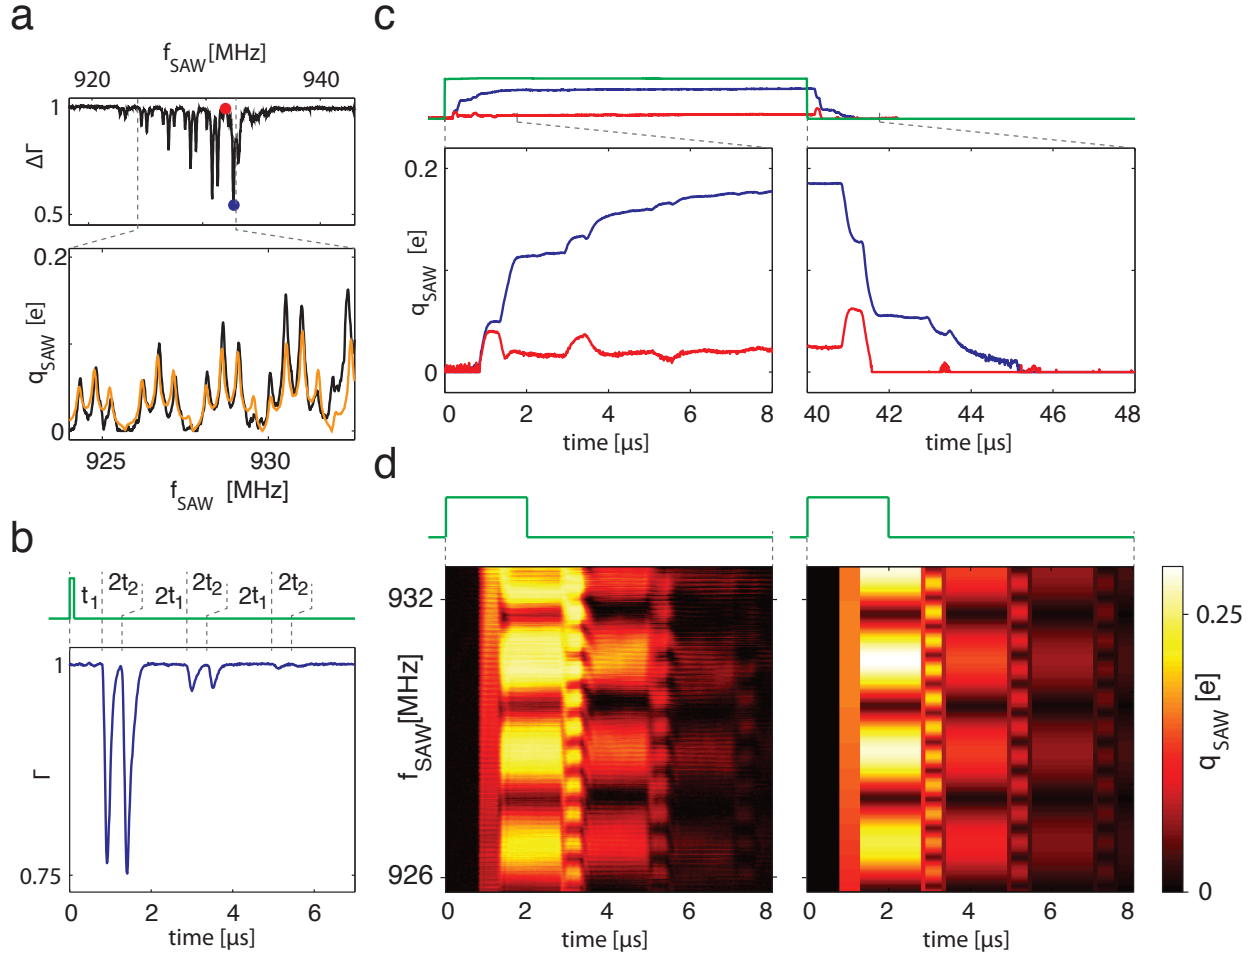 a
f_SAW [MHz]
920 940
1
ΔΓ
0.5
0.2
q_SAW [e]
0
925 930
f_SAW [MHz]
b
t_1 2t_2 2t_1 2t_2 2t_1 2t_2
1
Γ
0.75
0 2 4 6
time [μs]
c
0.2
q_SAW [e]
0
0 2 4 6 8
time [μs]
40 42 44 46 48
time [μs]
d
932
f_SAW [MHz]
926
0 2 4 6 8
time [μs]
0 2 4 6 8
time [μs]
0.25
q_SAW [e]
0